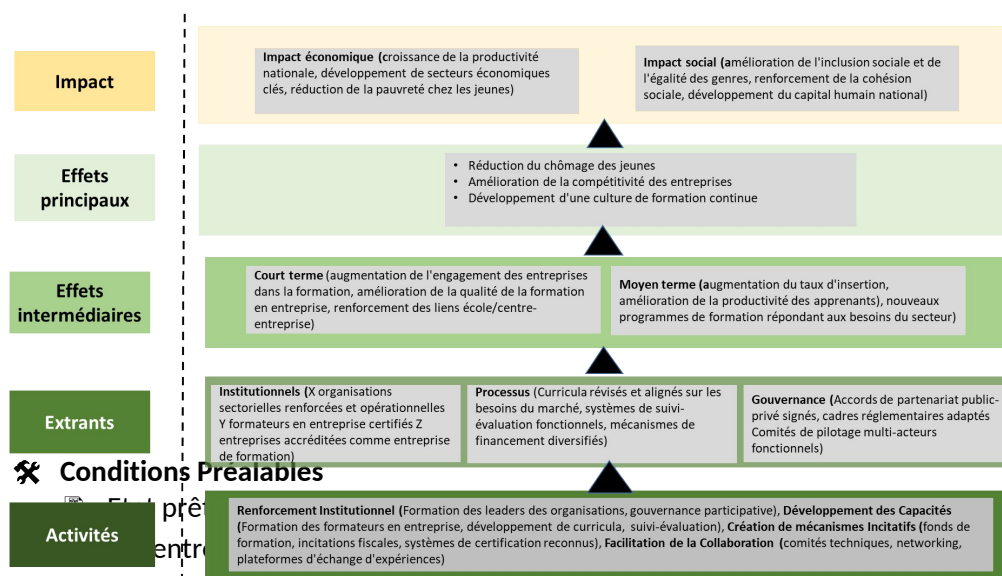 Impact
Impact économique (croissance de la productivité
nationale, développement de secteurs économiques
clés, réduction de la pauvreté chez les jeunes)
Impact social (amélioration de l'inclusion sociale et de
l'égalité des genres, renforcement de la cohésion
sociale, développement du capital humain national)
Effets
principaux
• Réduction du chômage des jeunes
• Amélioration de la compétitivité des entreprises
• Développement d'une culture de formation continue
Effets
intermédiaires
Court terme (augmentation de l'engagement des entreprises
dans la formation, amélioration de la qualité de la formation
en entreprise, renforcement des liens école/centre-
entreprise)
Moyen terme (augmentation du taux d'insertion,
amélioration de la productivité des apprenants), nouveaux
programmes de formation répondant aux besoins du secteur)
Extrants
Institutionnels (X organisations
sectorielles renforcées et opérationnelles
Y formateurs en entreprise certifiés Z
entreprises accréditées comme entreprise
de formation)
Processus (Curricula révisés et alignés sur les
besoins du marché, systèmes de suivi-
évaluation fonctionnels, mécanismes de
financement diversifiés)
Gouvernance (Accords de partenariat public-
privé signés, cadres réglementaires adaptés
Comités de pilotage multi-acteurs
fonctionnels)
Conditions Préalables
prê
entre
Activités
Renforcement Institutionnel (Formation des leaders des organisations, gouvernance participative), Développement des Capacités
(Formation des formateurs en entreprise, développement de curricula, suivi-évaluation), Création de mécanismes Incitatifs (fonds de
formation, incitations fiscales, systèmes de certification reconnus), Facilitation de la Collaboration (comités techniques, networking,
plateformes d'échange d'expériences)